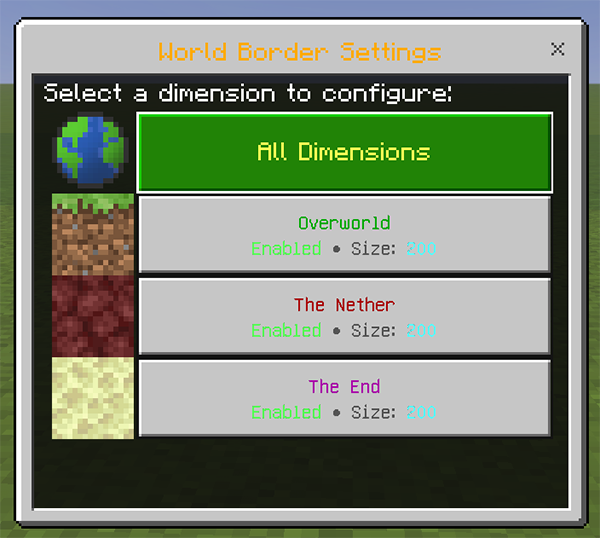 World Border Settings
Select a dimension to configure:
All Dimensions
Overworld
Enabled • Size: 200
The Nether
Enabled • Size: 200
The End
Enabled • Size: 200